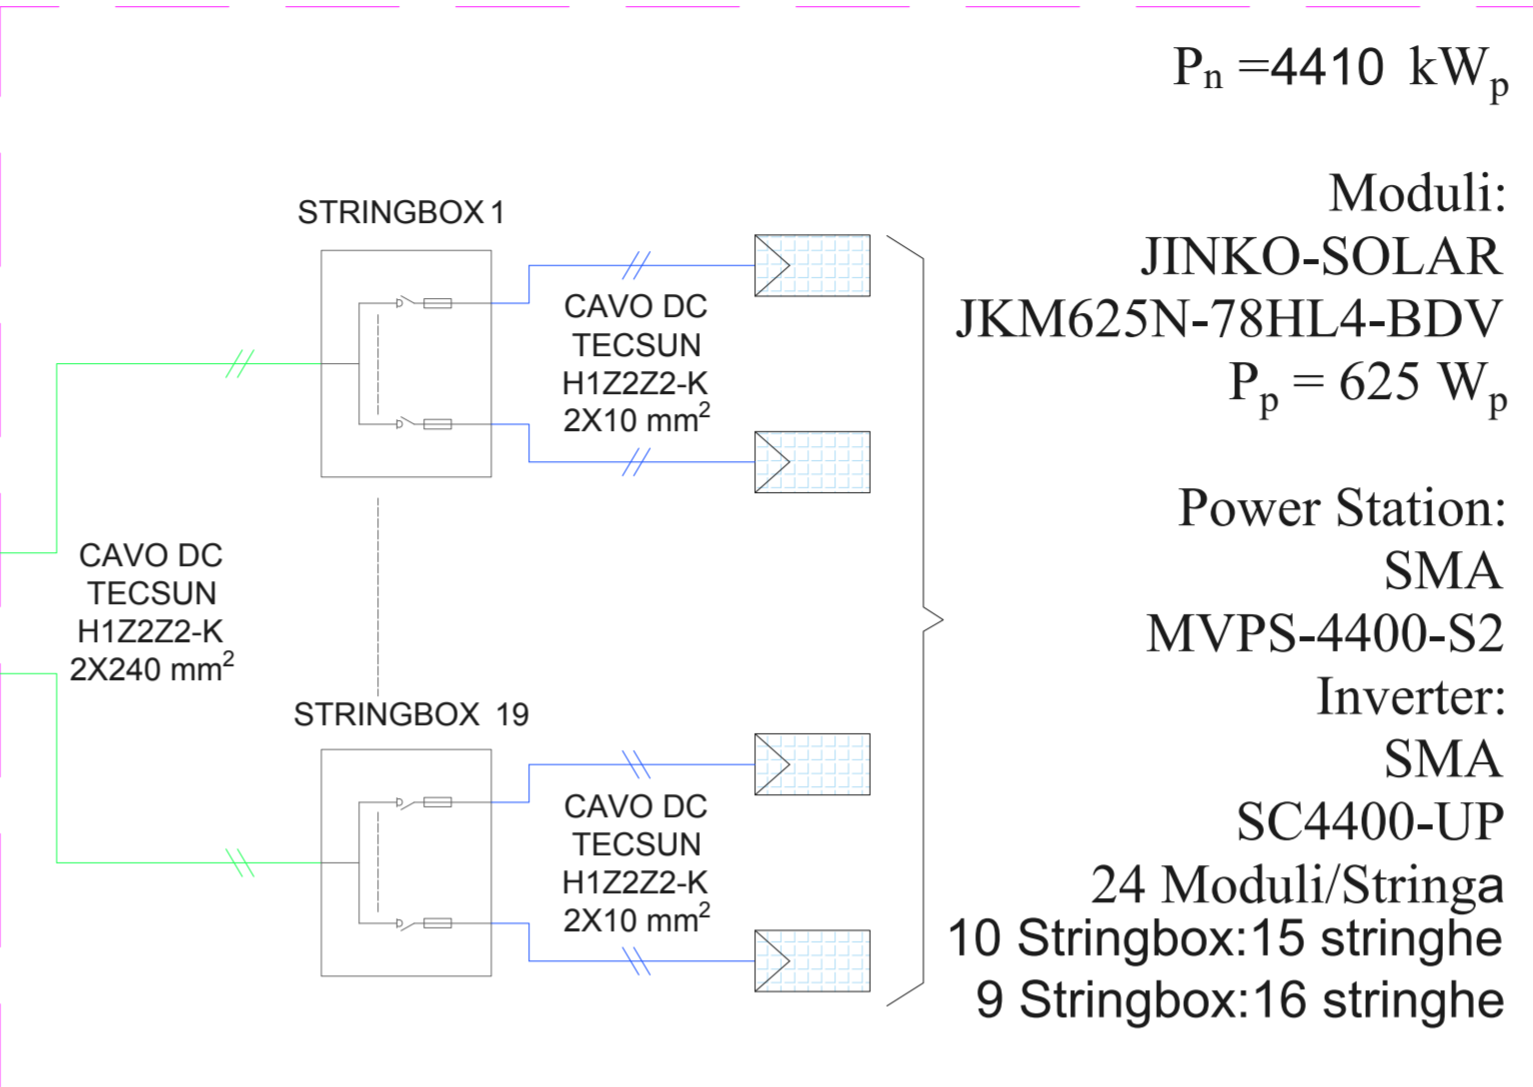 Pn =4410 kWp
STRINGBOX 1
CAVO DC
TECSUN
H1Z2Z2-K
2X10 mm²
CAVO DC
TECSUN
H1Z2Z2-K
2X240 mm²
STRINGBOX 19
CAVO DC
TECSUN
H1Z2Z2-K
2X10 mm²
Moduli:
JINKO-SOLAR
JKM625N-78HL4-BDV
Pp = 625 Wp
Power Station:
SMA
MVPS-4400-S2
Inverter:
SMA
SC4400-UP
24 Moduli/Stringa
10 Stringbox:15 stringhe
9 Stringbox:16 stringhe